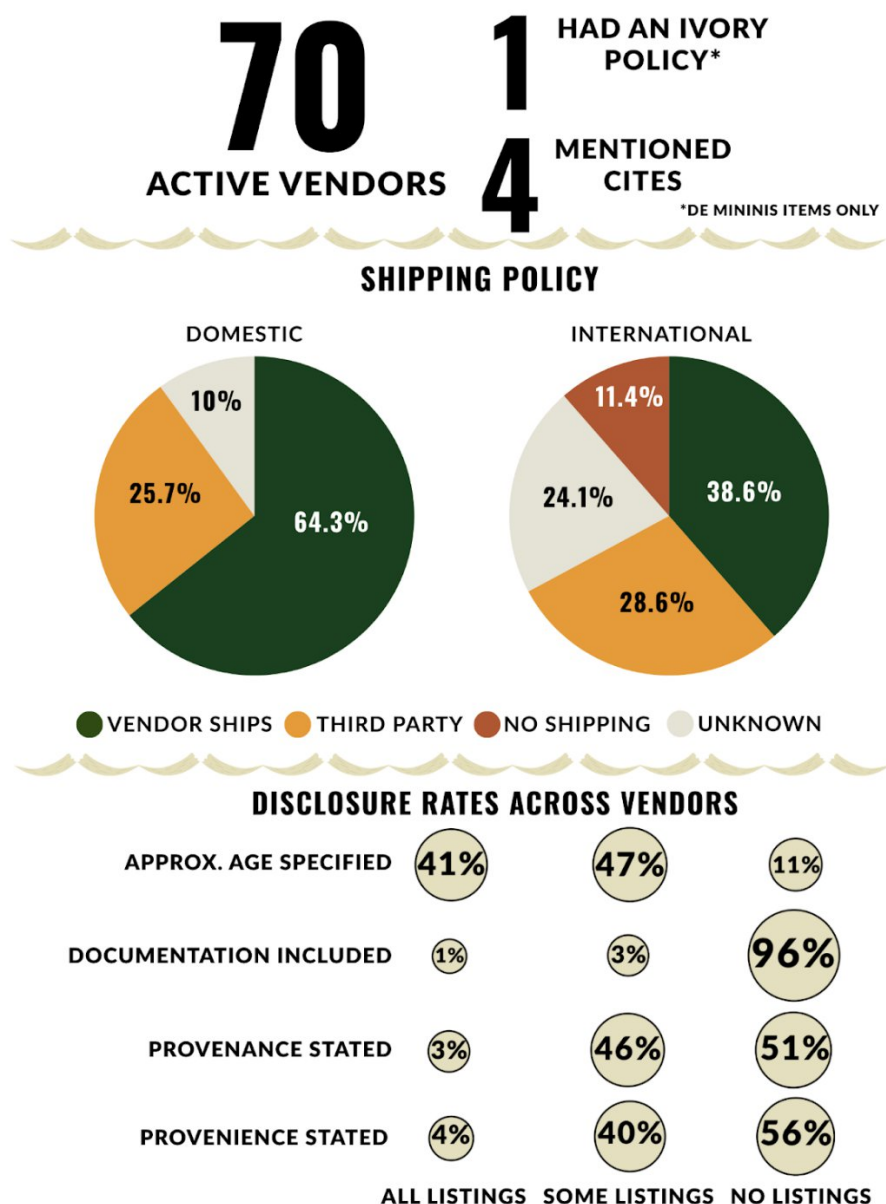 70
ACTIVE VENDORS
1
HAD AN IVORY
POLICY*
4
MENTIONED
CITES
*DE MININIS ITEMS ONLY
SHIPPING POLICY
DOMESTIC
INTERNATIONAL
10%
25.7%
64.3%
11.4%
24.1%
38.6%
28.6%
VENDOR SHIPS THIRD PARTY NO SHIPPING UNKNOWN
DISCLOSURE RATES ACROSS VENDORS
APPROX. AGE SPECIFIED 41% 47% 11%
DOCUMENTATION INCLUDED 1% 3% 96%
PROVENANCE STATED 3% 46% 51%
PROVENIENCE STATED 4% 40% 56%
ALL LISTINGS SOME LISTINGS NO LISTINGS